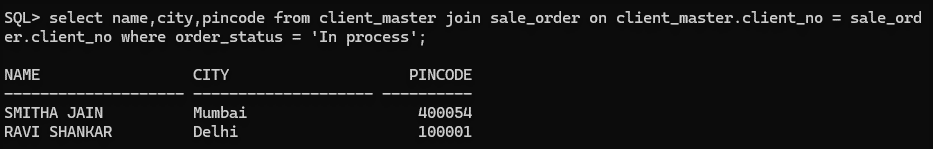 SQL> select name,city,pincode from client_master join sale_order on client_master.client_no = sale_ord
er.client_no where order_status = 'In process';
NAME                 CITY                    PINCODE
-------------------- -------------------- ----------
SMITHA JAIN          Mumbai                   400054
RAVI SHANKAR         Delhi                    100001